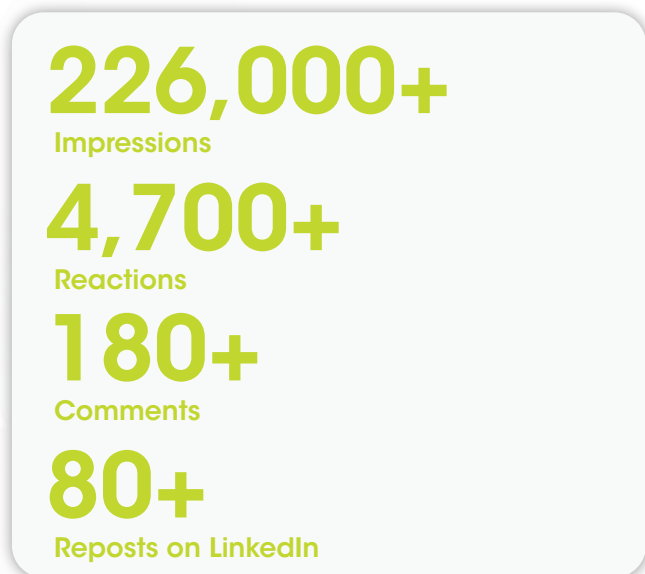 226,000+
Impressions
4,700+
Reactions
180+
Comments
80+
Reposts on LinkedIn